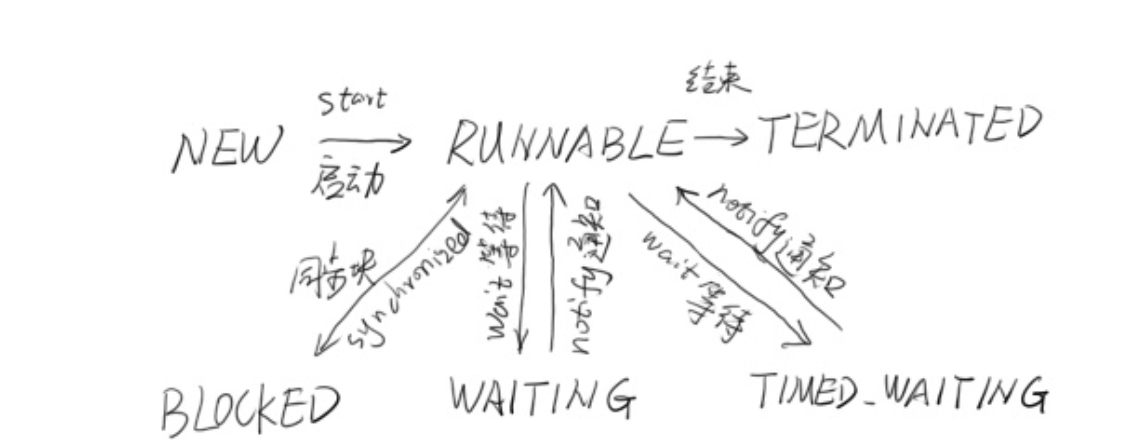 start
结束
NEW
RUNNABLE
TERMINATED
启动
同步块
synchronized
wait 等待
notify 通知
wait 等待
notify 通知
BLOCKED
WAITING
TIMED_WAITING